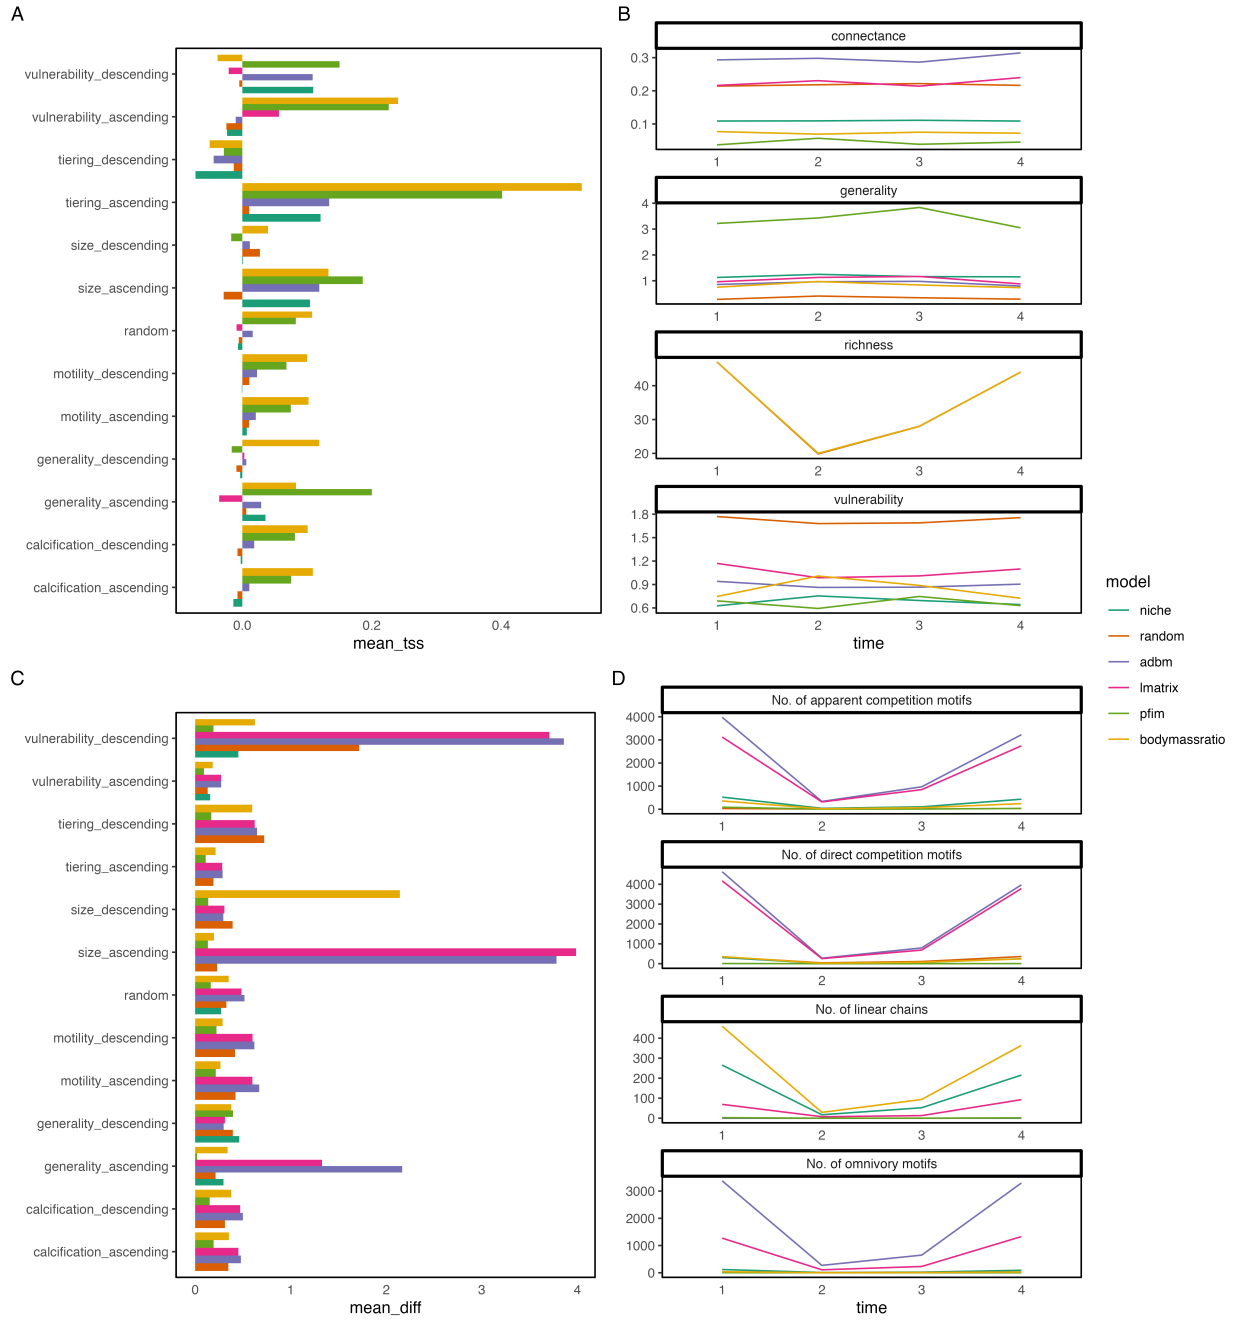 A
vulnerability_descending
vulnerability_ascending
tiering_descending
tiering_ascending
size_descending
size_ascending
random
motility_descending
motility_ascending
generality_descending
generality_ascending
calcification_descending
calcification_ascending
0.0 0.2 0.4
mean_tss
B
connectance
0.3
0.2
0.1
1 2 3 4
generality
4
3
2
1
1 2 3 4
richness
40
30
20
1 2 3 4
vulnerability
1.8
1.5
1.2
0.9
0.6
1 2 3 4
time
model
niche
random
adbm
lmatrix
pfim
bodymassratio
C
vulnerability_descending
vulnerability_ascending
tiering_descending
tiering_ascending
size_descending
size_ascending
random
motility_descending
motility_ascending
generality_descending
generality_ascending
calcification_descending
calcification_ascending
0 1 2 3 4
mean_diff
D
No. of apparent competition motifs
4000
3000
2000
1000
0
1 2 3 4
No. of direct competition motifs
4000
3000
2000
1000
0
1 2 3 4
No. of linear chains
400
300
200
100
0
1 2 3 4
No. of omnivory motifs
3000
2000
1000
0
1 2 3 4
time